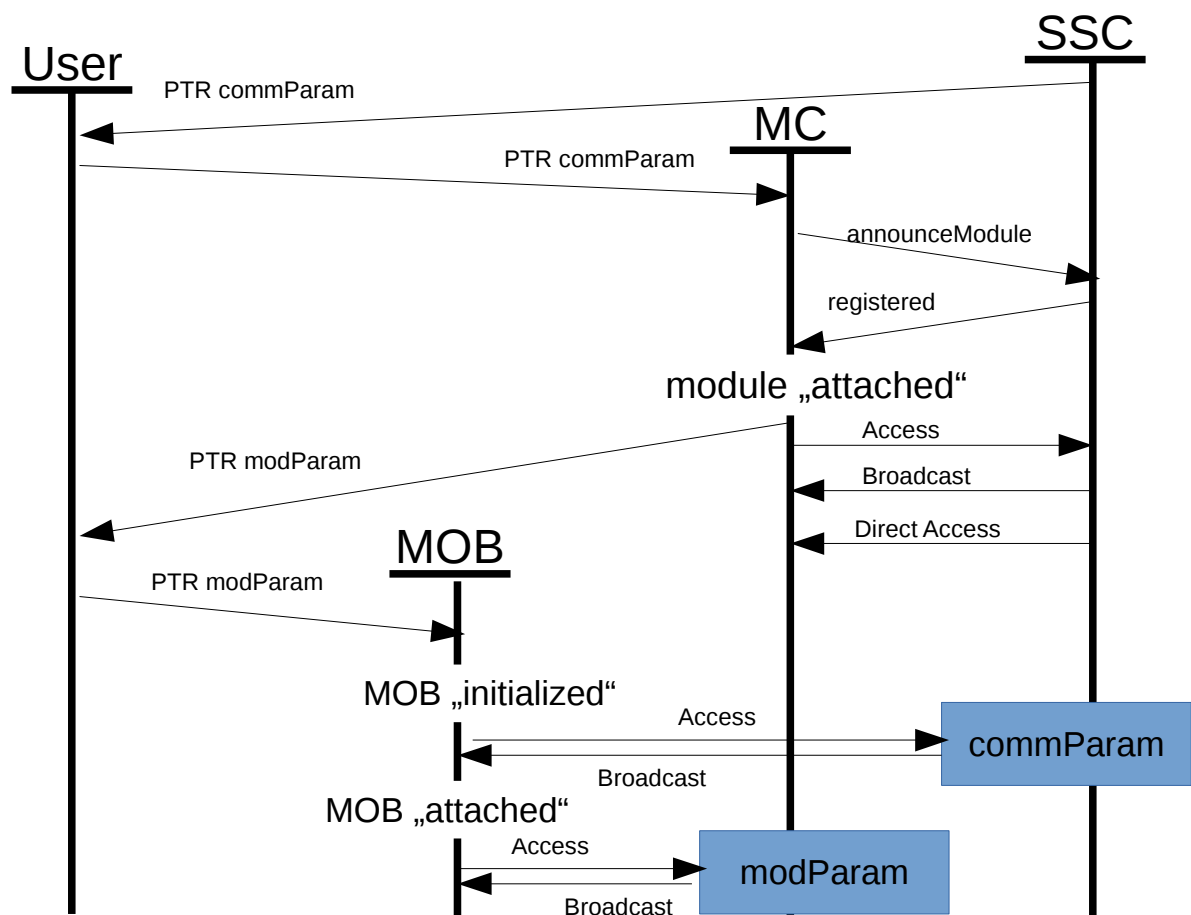 SSC
User
PTR commParam
MC
PTR commParam
announceModule
registered
module „attached“
Access
PTR modParam
Broadcast
Direct Access
MOB
PTR modParam
MOB „initialized“
Access
commParam
Broadcast
MOB „attached“
Access
modParam
Broadcast